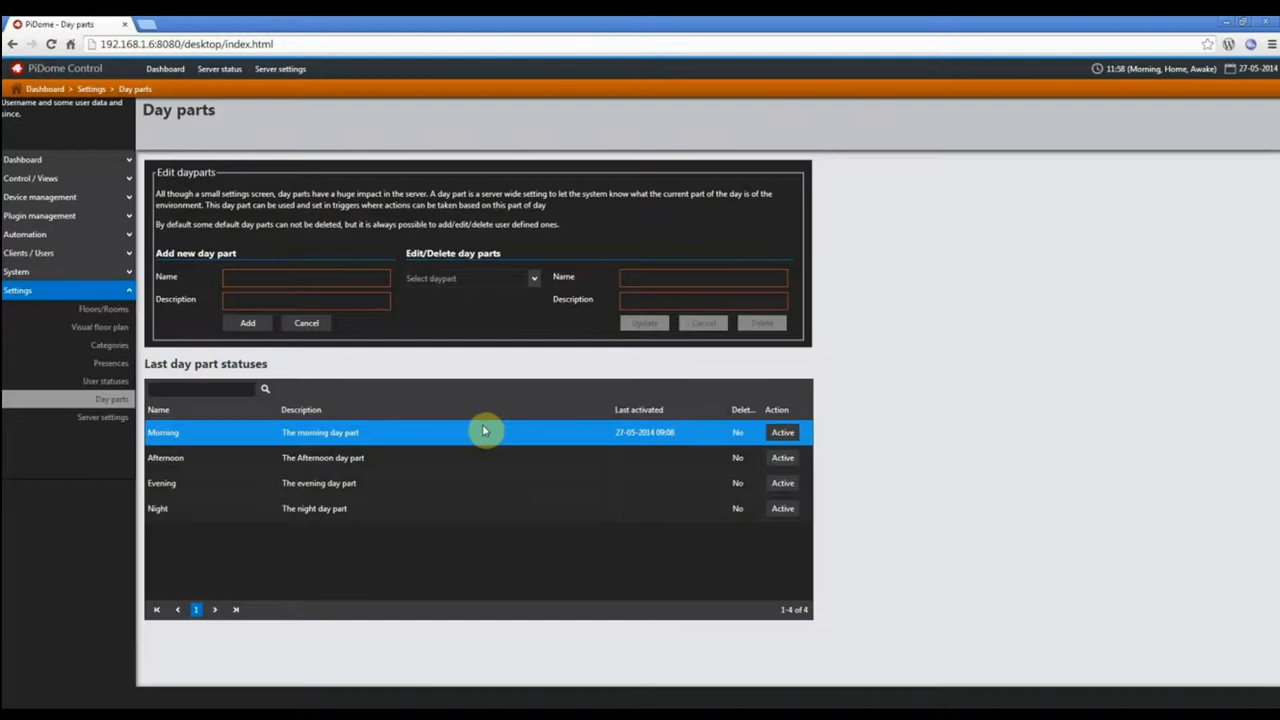 PiDome - Day parts
192.168.1.6:8080/desktop/index.html
PiDome Control Dashboard Server status Server settings 11:58 (Morning, Home, Awake) 27-05-2014
Dashboard > Settings > Day parts
Username and some user data and
since.
Day parts
Dashboard
Control / Views
Device management
Plugin management
Automation
Clients / Users
System
Settings
Floors/Rooms
Visual floor plan
Categories
Presences
User statuses
Day parts
Server settings
Edit dayparts
All though a small settings screen, day parts have a huge impact in the server. A day part is a server wide setting to let the system know what the current part of the day is of the
environment. This day part can be used and set in triggers where actions can be taken based on this part of day
By default some default day parts can not be deleted, but it is always possible to add/edit/delete user defined ones.
Add new day part Edit/Delete day parts
Name Select daypart Name
Description Description
Add Cancel Update Cancel Delete
Last day part statuses
Name Description Last activated Delet... Action
Morning The morning day part 27-05-2014 09:08 No Active
Afternoon The Afternoon day part No Active
Evening The evening day part No Active
Night The night day part No Active
1 1-4 of 4